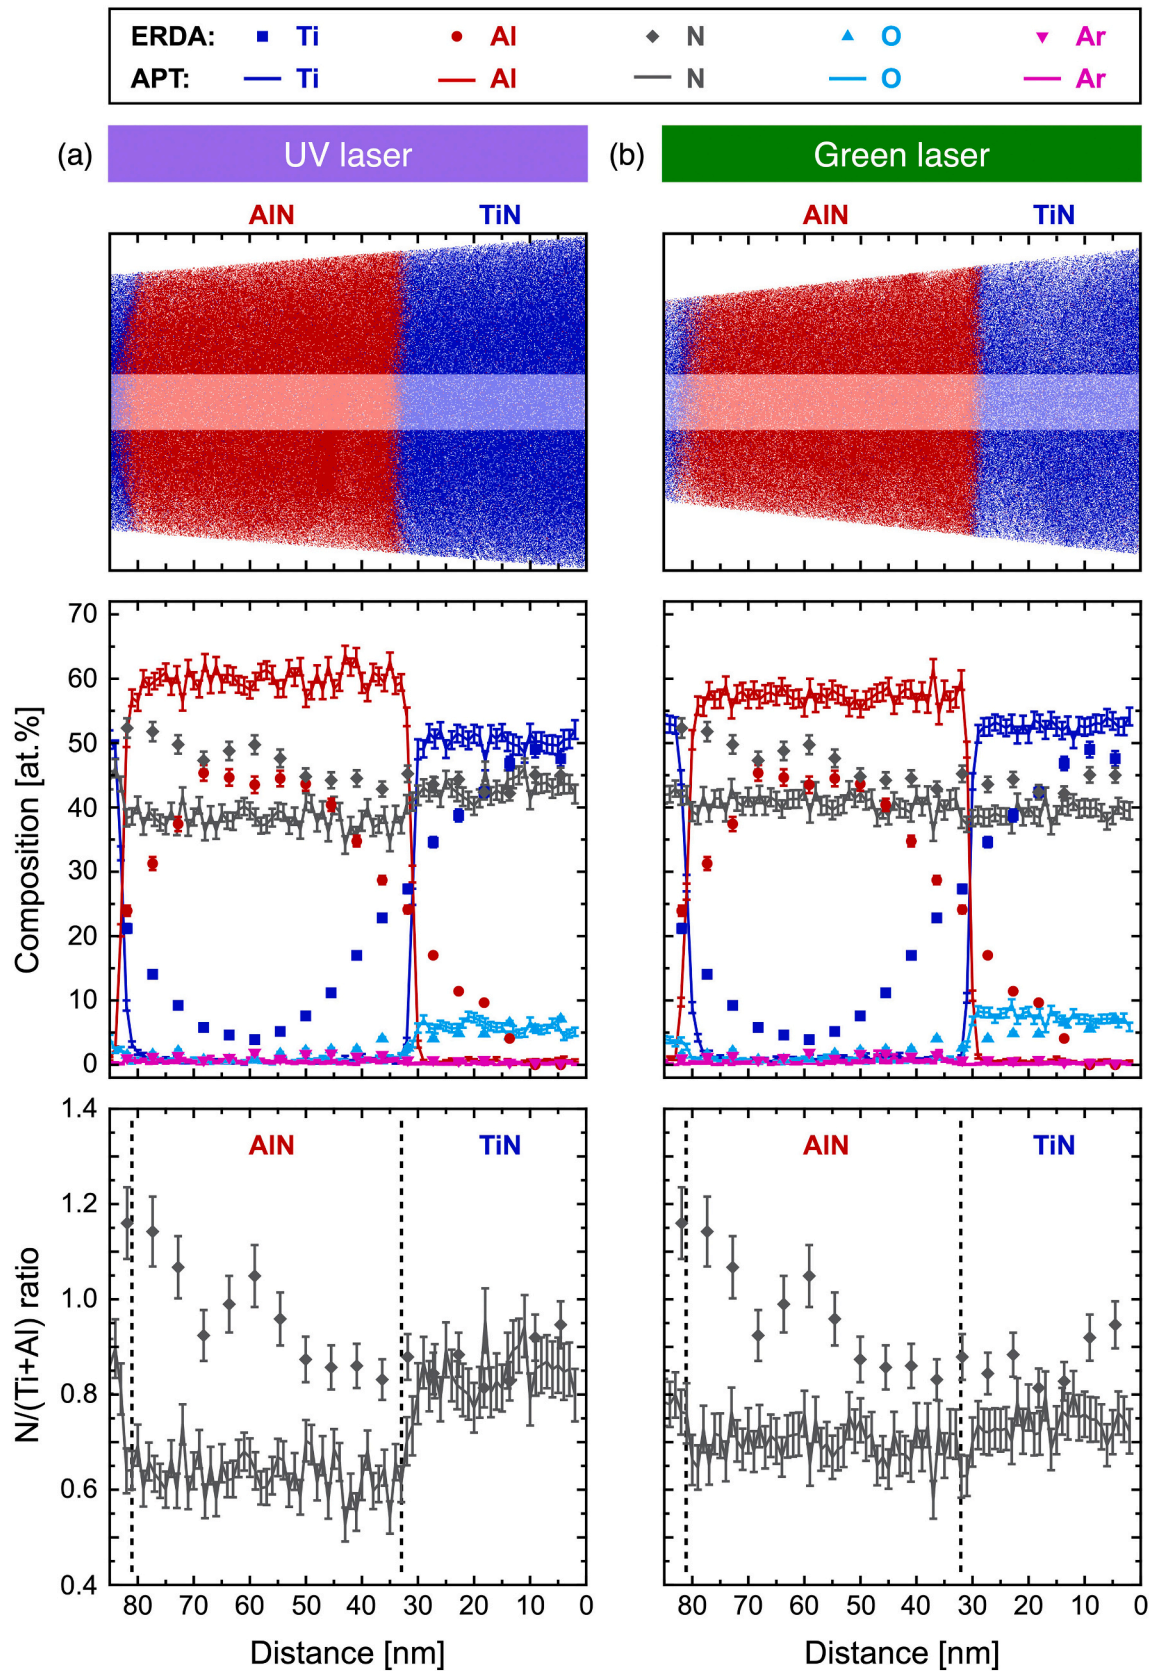 ERDA: Ti Al N O Ar
APT: Ti Al N O Ar
(a) UV laser (b) Green laser
AlN TiN AlN TiN
70
60
50
40
30
20
10
0
Composition [at.%]
1.4
1.2
1.0
0.8
0.6
0.4
N/(Ti+Al) ratio
AlN TiN AlN TiN
80 70 60 50 40 30 20 10 0 80 70 60 50 40 30 20 10 0
Distance [nm] Distance [nm]